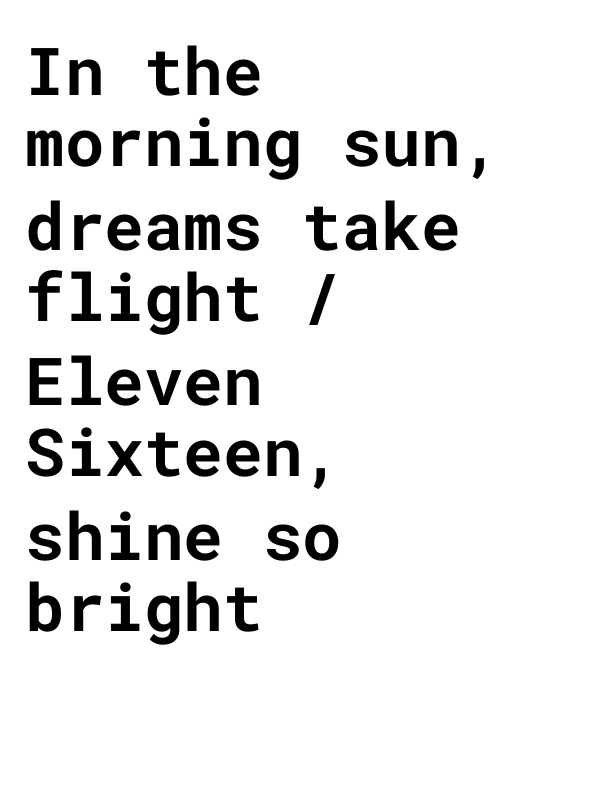 In the
morning sun,
dreams take
flight /
Eleven
Sixteen,
shine so
bright